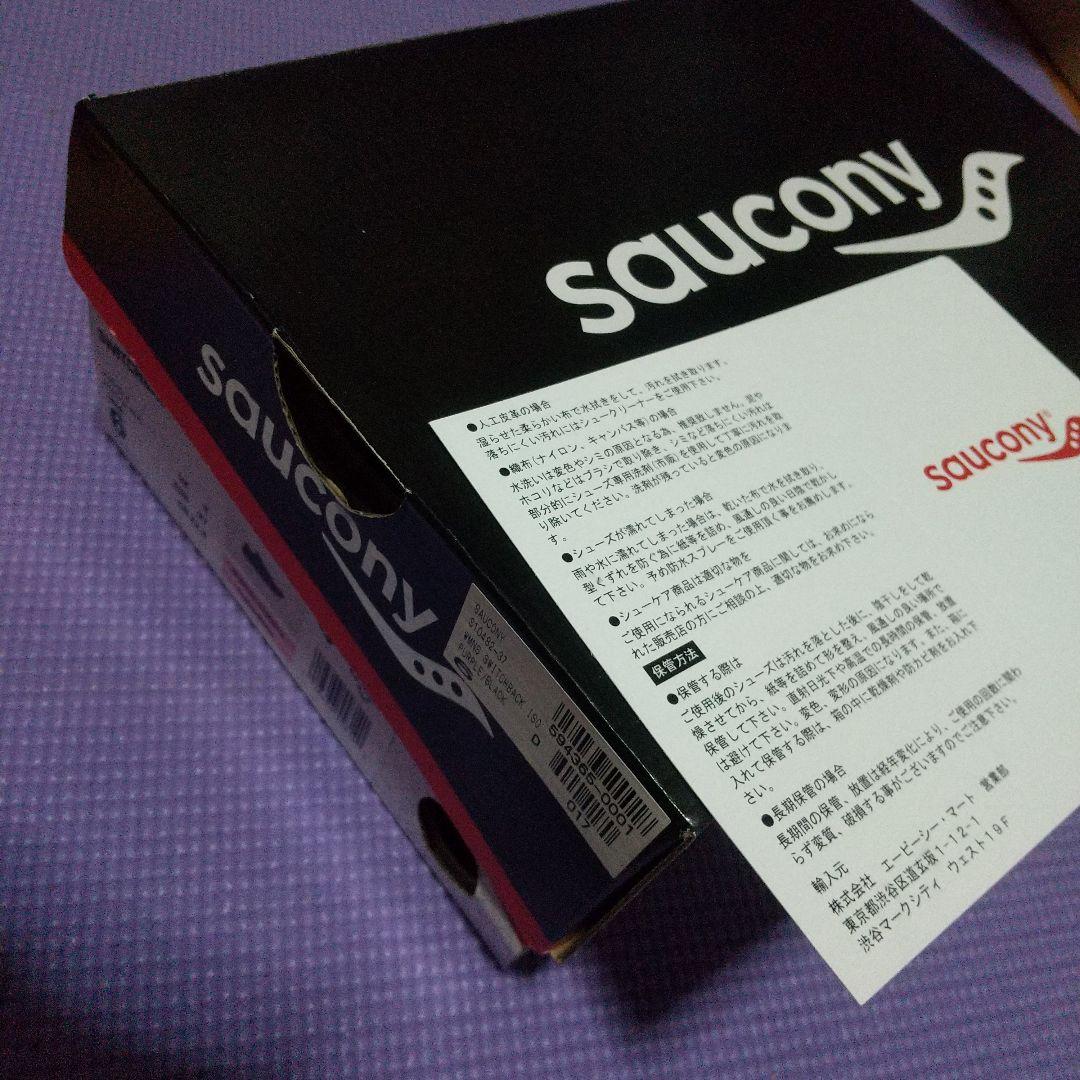 saucony
saucony
SAUCONY
S10482-37
WMNS SWITCHBACK ISO
PURPLE/BLACK
D
594365-0001
017
saucony
●人工皮革の場合
湿らせた柔らかい布で水拭きをして、汚れを拭き取ります。
落ちにくい汚れにはシュークリーナーをご使用下さい。
●織布(ナイロン、キャンバス等)の場合
水洗いは変色やシミの原因となる為、推奨致しません。泥や
ホコリなどはブラシで取り除き、シミなど落ちにくい汚れは
部分的にシューズ専用洗剤(市販)を使用して丁寧に汚れを取
り除いてください。洗剤が残っていると変色の原因になりま
す。
●シューズが濡れてしまった場合
雨や水に濡れてしまった場合は、乾いた布で水を拭き取り、
型くずれを防ぐ為に紙等を詰め、風通しの良い日陰で乾かし
て下さい。予め防水スプレーをご使用頂く事をお薦めします。
●シューケア商品は適切な物を
ご使用になられるシューケア商品に関しては、お求めになら
れた販売店の方にご相談の上、適切な物をお求め下さい。
保管方法
●保管する際は
ご使用後のシューズは汚れを落とした後に、陰干しをして乾
燥させてから、紙等を詰めて形を整え、風通しの良い場所で
保管して下さい。直射日光下や高温での長時間の保管、放置
は避けて下さい。変色、変形の原因になります。また、箱に
入れて保管する際は、箱の中に乾燥剤や防カビ剤をお入れ下
さい。
●長期保管の場合
長期間の保管、放置は経年変化により、ご使用の回数に関わ
らず変質、破損する事がございますのでご注意下さい。
輸入元
株式会社 エービーシー・マート 営業部
東京都渋谷区道玄坂1-12-1
渋谷マークシティ ウェスト19F